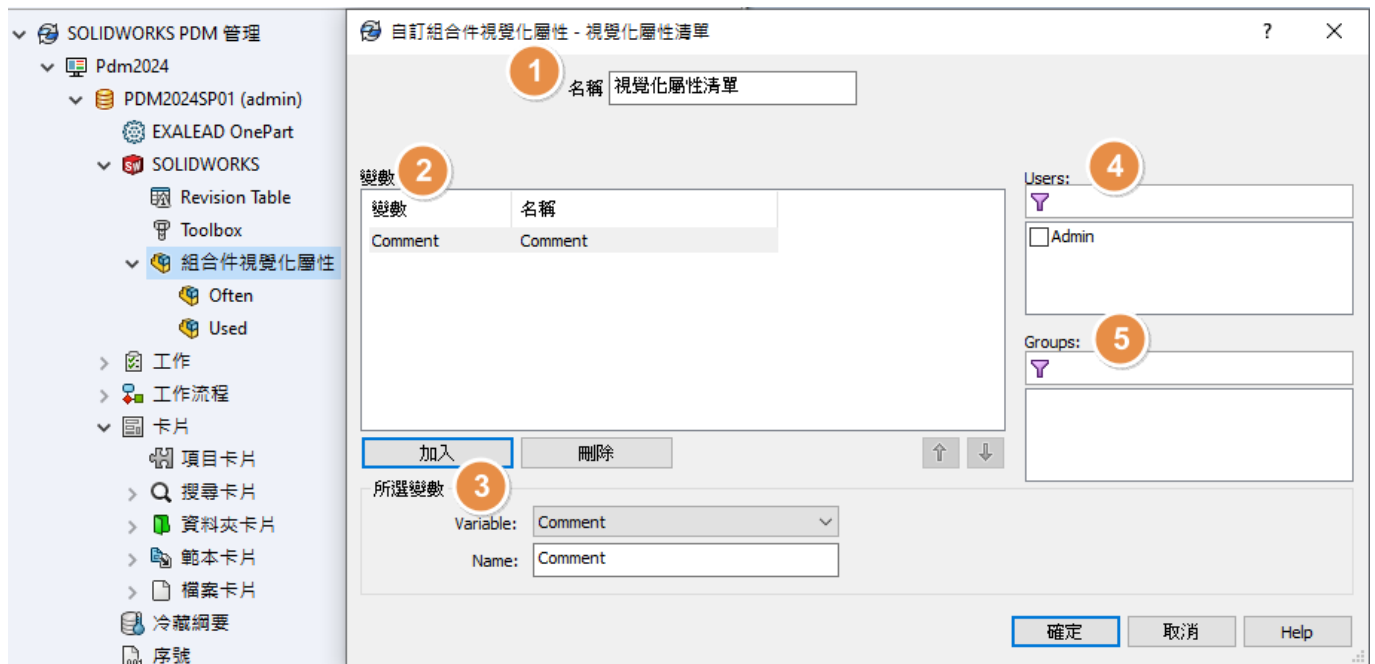 SOLIDWORKS PDM 管理
Pdm2024
PDM2024SP01 (admin)
EXALEAD OnePart
SOLIDWORKS
Revision Table
Toolbox
組合件視覺化屬性
Often
Used
工作
工作流程
卡片
項目卡片
搜尋卡片
資料夾卡片
範本卡片
檔案卡片
冷藏綱要
序號
自訂組合件視覺化屬性 - 視覺化屬性清單
?
1
名稱 視覺化屬性清單
變數 2
變數 名稱
Comment Comment
加入 刪除
所選變數 3
Variable: Comment
Name: Comment
Users: 4
Admin
Groups: 5
確定 取消 Help